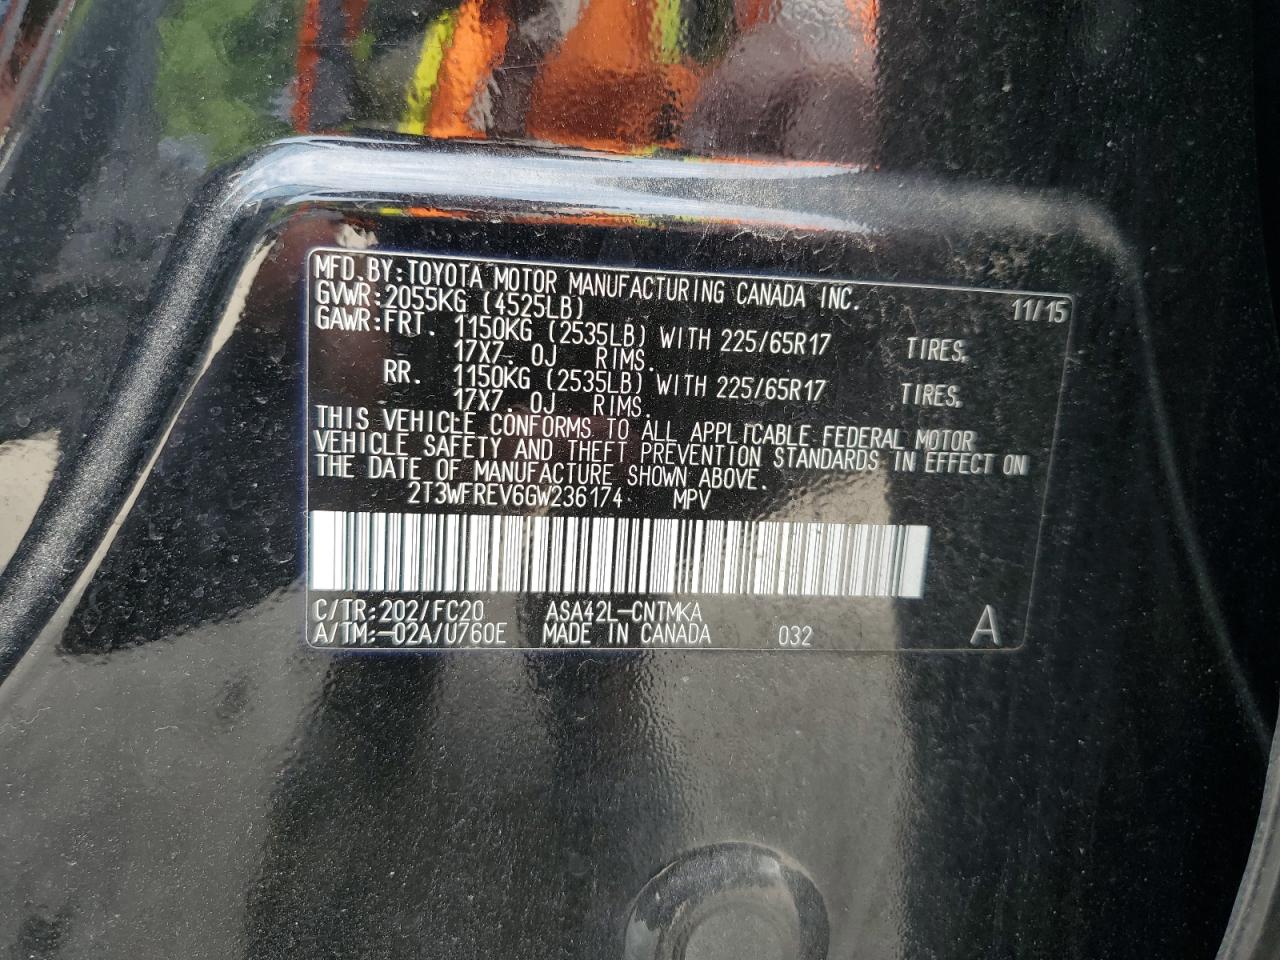 MFD.BY:TOYOTA MOTOR MANUFACTURING CANADA INC. 11/15
GVWR:2055KG (4525LB)
GAWR:FRT. 1150KG (2535LB) WITH 225/65R17 TIRES,
17X7.0J RIMS.
RR. 1150KG (2535LB) WITH 225/65R17 TIRES,
17X7.0J RIMS.
THIS VEHICLE CONFORMS TO ALL APPLICABLE FEDERAL MOTOR
VEHICLE SAFETY AND THEFT PREVENTION STANDARDS IN EFFECT ON
THE DATE OF MANUFACTURE SHOWN ABOVE.
2T3WFREV6GW236174 MPV
C/TR:202/FC20 ASA42L-CNTMKA
A/TM:-02A/U760E MADE IN CANADA 032 A